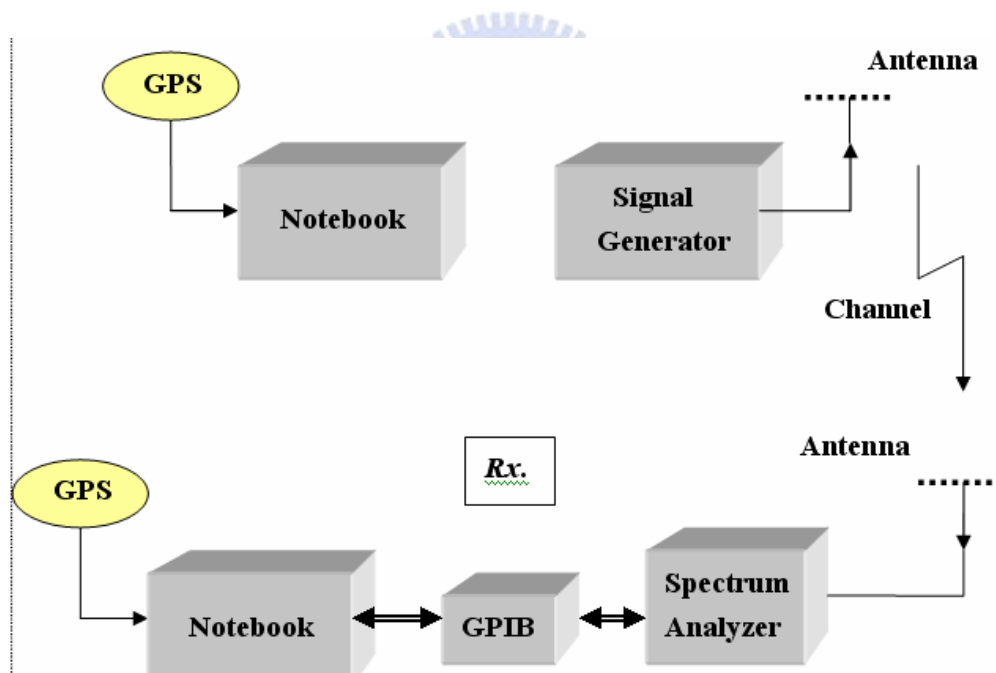 GPS
Antenna
Notebook
Signal
Generator
Channel
Rx.
Antenna
GPS
Notebook
GPIB
Spectrum
Analyzer